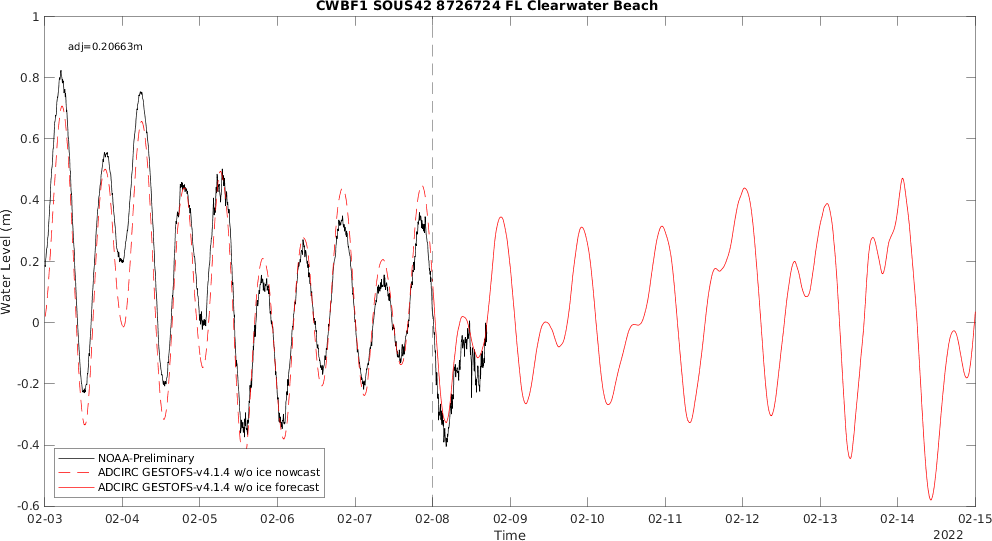 CWBF1 SOUS42 8726724 FL Clearwater Beach
adj=0.20663m
Water Level (m)
1
0.8
0.6
0.4
0.2
0
-0.2
-0.4
-0.6
NOAA-Preliminary
ADCIRC GESTOFS-v4.1.4 w/o ice nowcast
ADCIRC GESTOFS-v4.1.4 w/o ice forecast
02-03 02-04 02-05 02-06 02-07 02-08 02-09 02-10 02-11 02-12 02-13 02-14 02-15
Time
2022